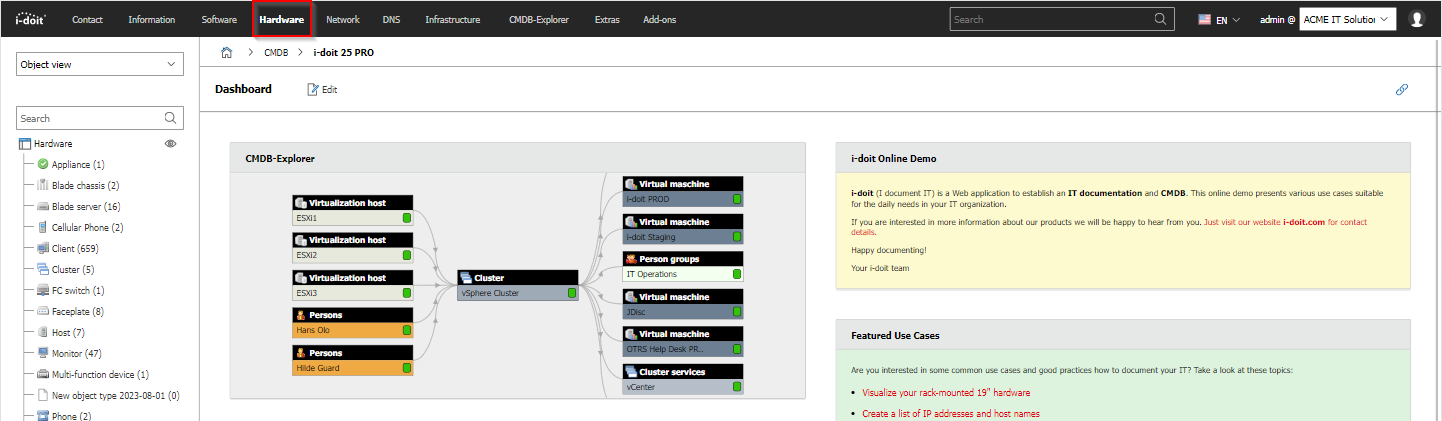 i-doit Contact Information Software Hardware Network DNS Infrastructure CMDB-Explorer Extras Add-ons Search EN admin @ ACME IT Solution
Object view
CMDB i-doit 25 PRO
Dashboard Edit
Search
Hardware
Appliance (1)
Blade chassis (2)
Blade server (16)
Cellular Phone (2)
Client (659)
Cluster (5)
FC switch (1)
Faceplate (8)
Host (7)
Monitor (47)
Multi-function device (1)
New object type 2023-08-01 (0)
Phone (2)
CMDB-Explorer
Virtualization host
ESXi1
Virtualization host
ESXi2
Virtualization host
ESXi3
Persons
Hans Olo
Persons
Hilde Guard
Cluster
vSphere Cluster
Virtual maschine
i-doit PROD
Virtual maschine
i-doit Staging
Person groups
IT Operations
Virtual maschine
JDisc
Virtual maschine
OTRS Help Desk PR..
Cluster services
vCenter
i-doit Online Demo
i-doit (I document IT) is a Web application to establish an IT documentation and CMDB. This online demo presents various use cases suitable
for the daily needs in your IT organization.
If you are interested in more information about our products we will be happy to hear from you. Just visit our website i-doit.com for contact
details.
Happy documenting!
Your i-doit team
Featured Use Cases
Are you interested in some common use cases and good practices how to document your IT? Take a look at these topics:
• Visualize your rack-mounted 19" hardware
• Create a list of IP addresses and host names